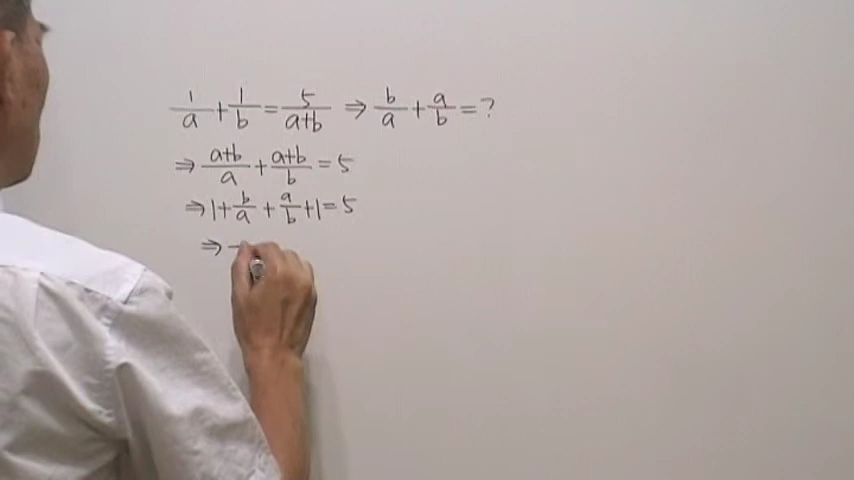 1/a + 1/b = 5/(a+b) ⇒ b/a + a/b = ?
⇒ (a+b)/a + (a+b)/b = 5
⇒ 1 + b/a + a/b + 1 = 5
⇒